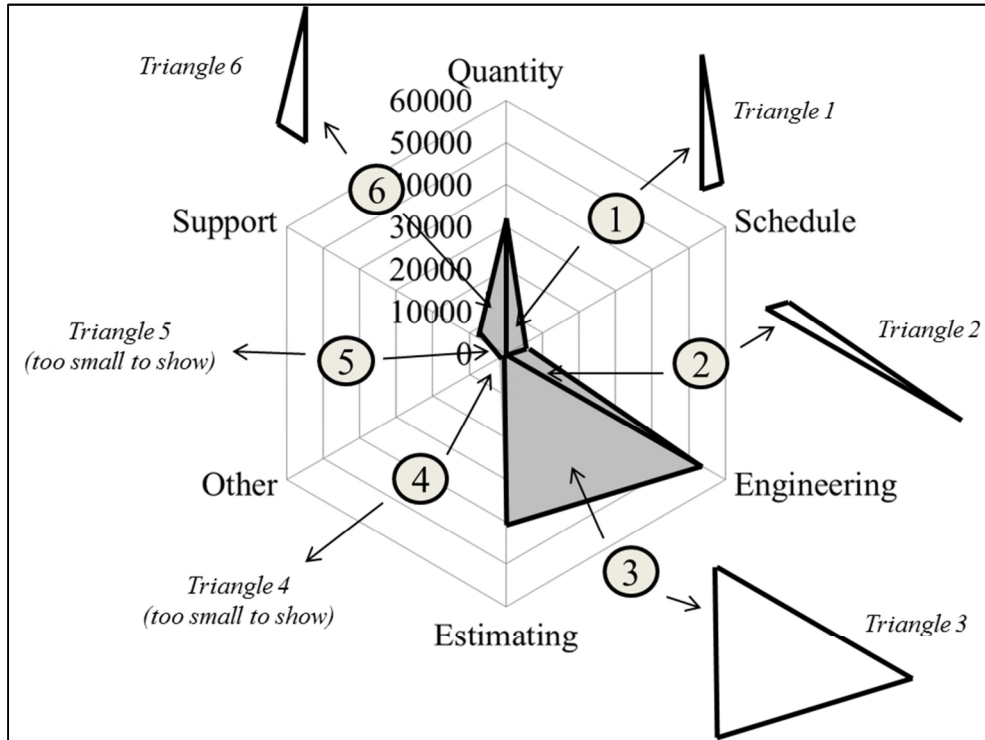 Triangle 6
Quantity
Triangle 1
60000
50000
40000
30000
20000
10000
0
6
1
Support
Schedule
Triangle 5
(too small to show)
5
2
Triangle 2
4
Other
Engineering
3
Triangle 4
(too small to show)
Estimating
Triangle 3